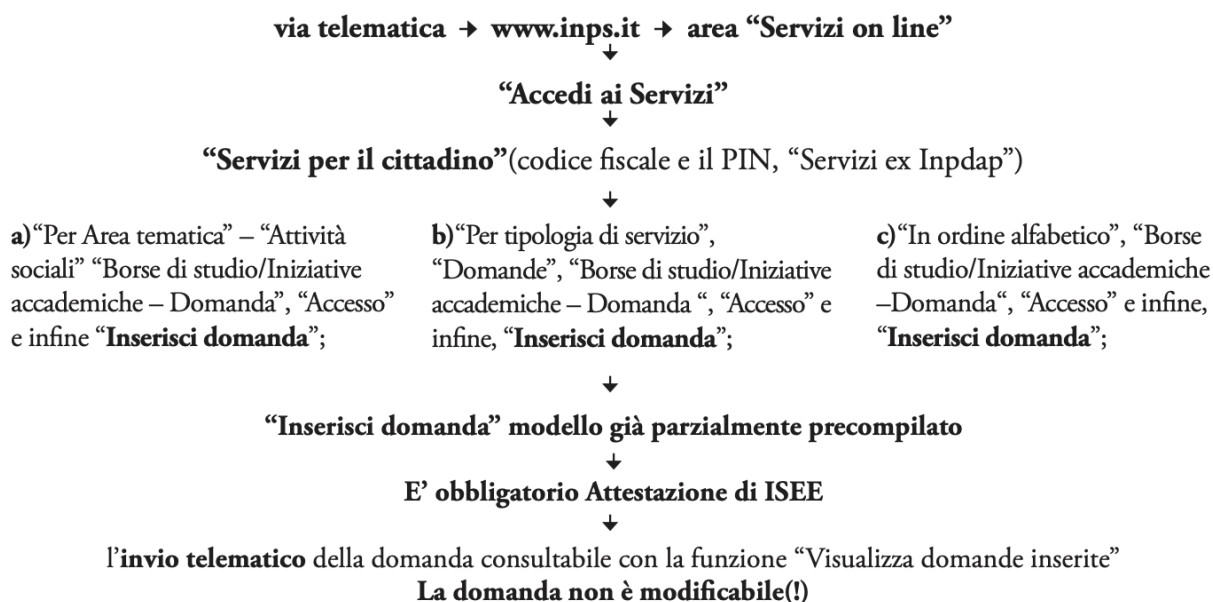 via telematica → www.inps.it → area “Servizi on line”
↓
“Accedi ai Servizi”
↓
“Servizi per il cittadino”(codice fiscale e il PIN, “Servizi ex Inpdap”)
↓
a)“Per Area tematica” – “Attività
sociali” “Borse di studio/Iniziative
accademiche – Domanda”, “Accesso”
e infine “Inserisci domanda”;
b)“Per tipologia di servizio”,
“Domande”, “Borse di studio/Iniziative
accademiche – Domanda “, “Accesso” e
infine, “Inserisci domanda”;
c)“In ordine alfabetico”, “Borse
di studio/Iniziative accademiche
–Domanda“, “Accesso” e infine,
“Inserisci domanda”;
↓
“Inserisci domanda” modello già parzialmente precompilato
↓
E’ obbligatorio Attestazione di ISEE
↓
l’invio telematico della domanda consultabile con la funzione “Visualizza domande inserite”
La domanda non è modificabile(!)